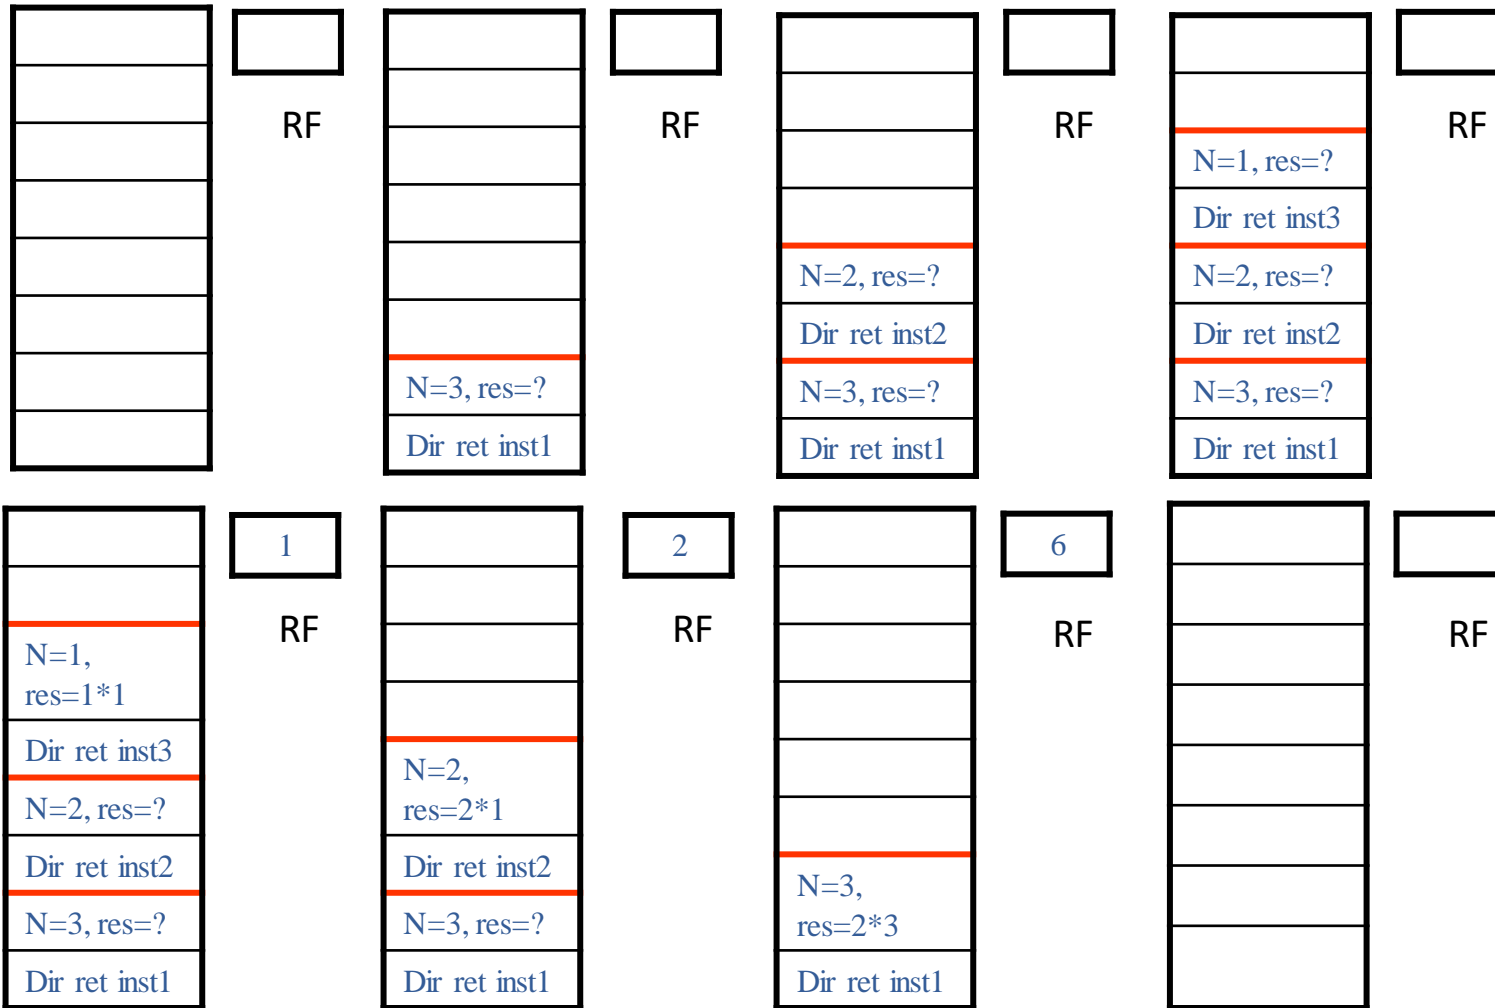 RF
RF
RF
RF
N=3, res=?
Dir ret inst1
N=2, res=?
Dir ret inst2
N=3, res=?
Dir ret inst1
N=1, res=?
Dir ret inst3
N=2, res=?
Dir ret inst2
N=3, res=?
Dir ret inst1
1
RF
N=1,
res=1*1
Dir ret inst3
N=2, res=?
Dir ret inst2
N=3, res=?
Dir ret inst1
2
RF
N=2,
res=2*1
Dir ret inst2
N=3, res=?
Dir ret inst1
6
RF
N=3,
res=2*3
Dir ret inst1
RF